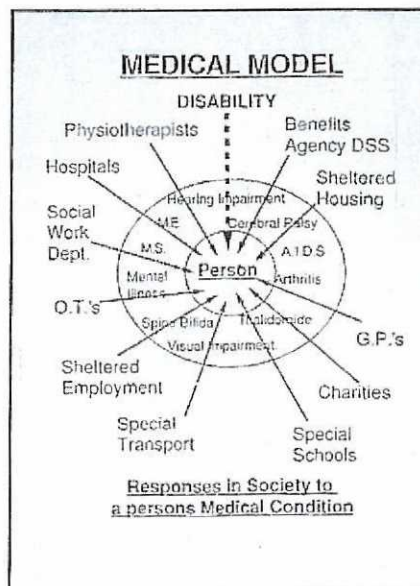 MEDICAL MODEL
DISABILITY
Physiotherapists
Benefits
Agency DSS
Hospitals
Sheltered
Housing
Hearing Impairment
M.E
Cerebral Palsy
Social
Work
Dept.
M.S.
A.I.D.S
Person
Mental
Illness
Arthritis
O.T.'s
Spina Bifida
Thalidomide
G.P.'s
Visual Impairment
Sheltered
Employment
Charities
Special
Transport
Special
Schools
Responses in Society to
a persons Medical Condition